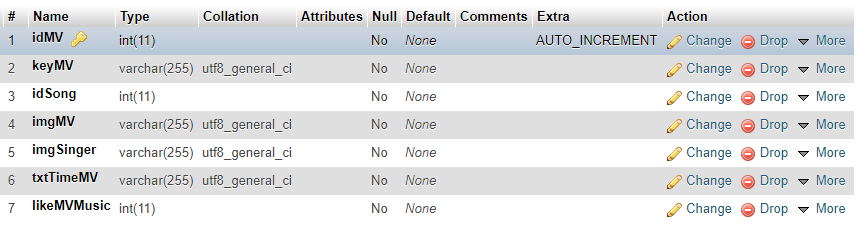 # Name Type Collation Attributes Null Default Comments Extra Action
1 idMV int(11) No None AUTO_INCREMENT Change Drop More
2 keyMV varchar(255) utf8_general_ci No None Change Drop More
3 idSong int(11) No None Change Drop More
4 imgMV varchar(255) utf8_general_ci No None Change Drop More
5 imgSinger varchar(255) utf8_general_ci No None Change Drop More
6 txtTimeMV varchar(255) utf8_general_ci No None Change Drop More
7 likeMVMusic int(11) No None Change Drop More